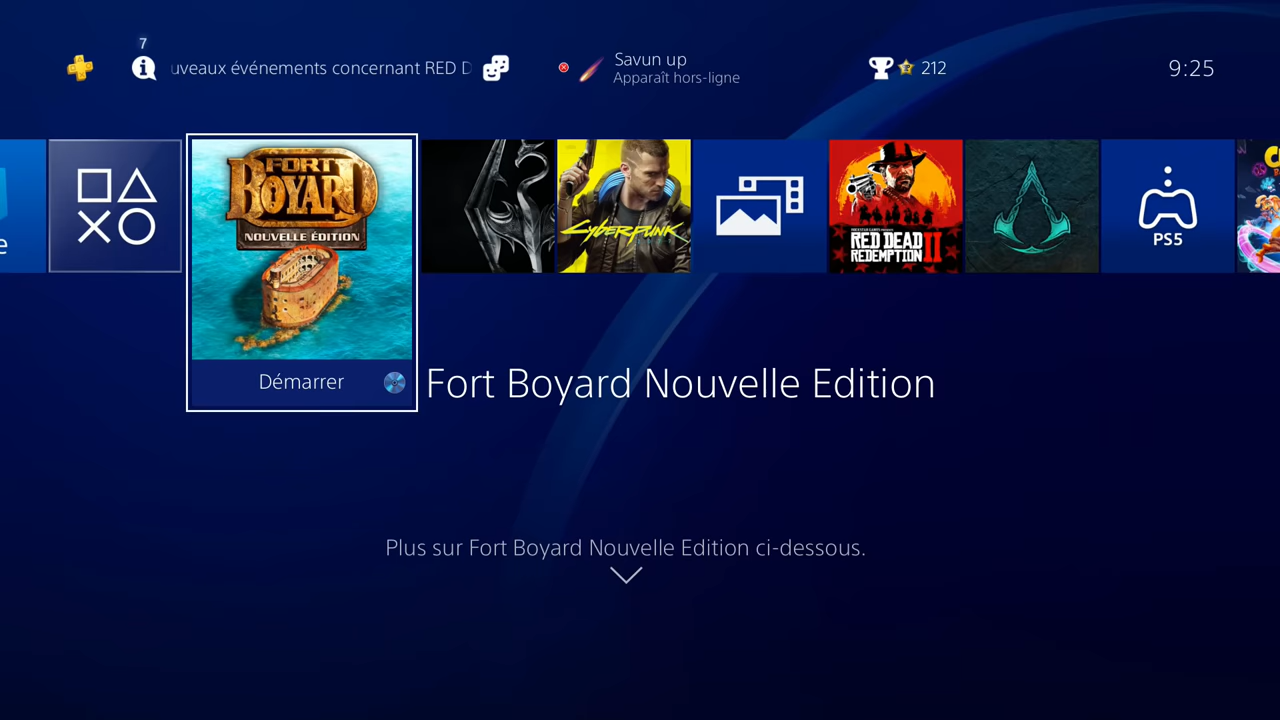 7
uveaux événements concernant RED D
Savun up
Apparaît hors-ligne
212
9:25
e
FORT
BOYARD
NOUVELLE ÉDITION
CYBERPUNK
RED DEAD
REDEMPTION II
PS5
Démarrer
Fort Boyard Nouvelle Edition
Plus sur Fort Boyard Nouvelle Edition ci-dessous.